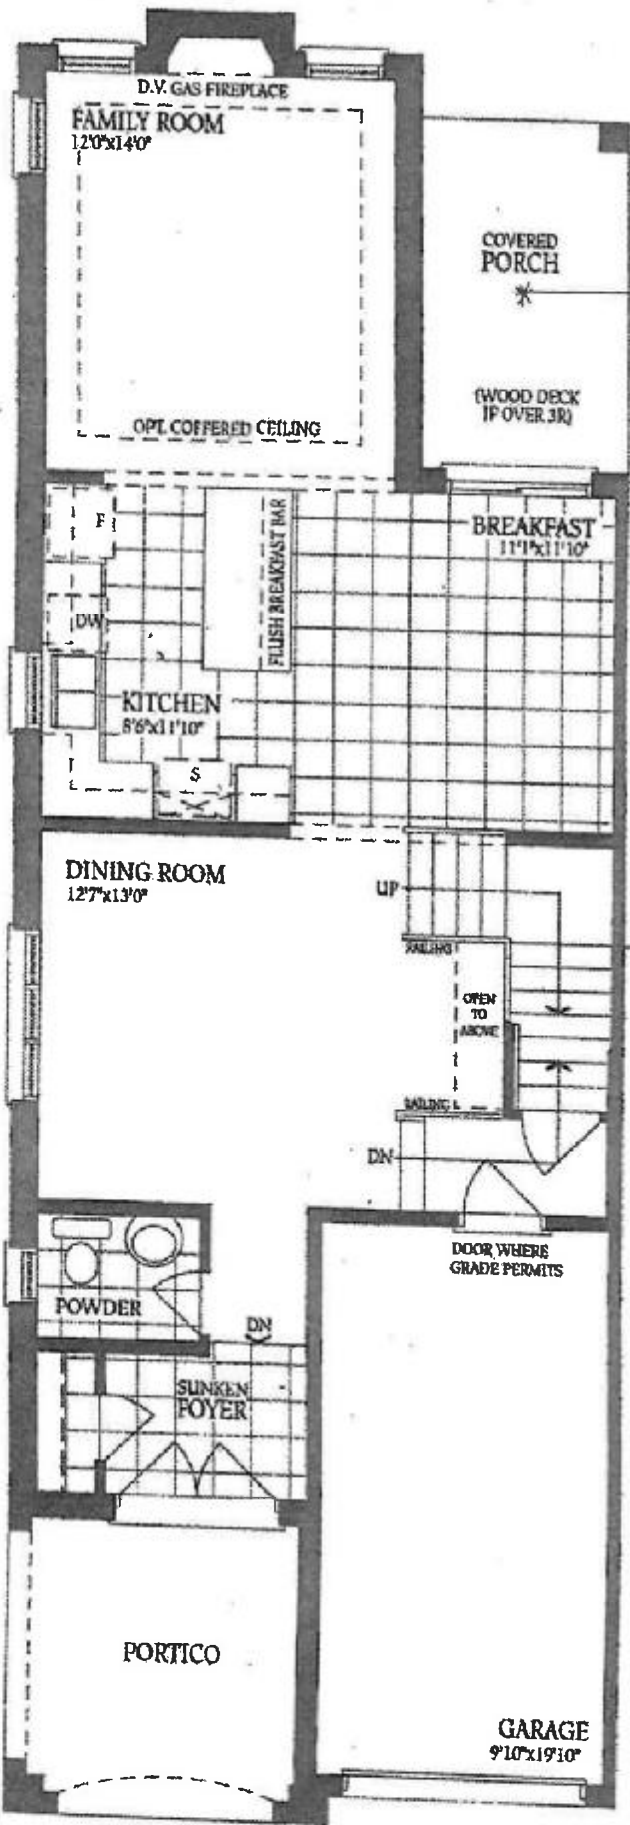 D.V. GAS FIREPLACE
FAMILY ROOM
12'0"x14'0"
OPT. COFFERED CEILING
COVERED
PORCH
(WOOD DECK
IF OVER 3R)
F
DW
FLUSH BREAKFAST BAR
BREAKFAST
11'1"x11'10"
KITCHEN
8'6"x11'10"
S
DINING ROOM
12'7"x13'0"
UP
RAILING
OPEN
TO
ABOVE
RAILING
DN
DOOR WHERE
GRADE PERMITS
POWDER
DN
SUNKEN
FOYER
PORTICO
GARAGE
9'10"x19'10"